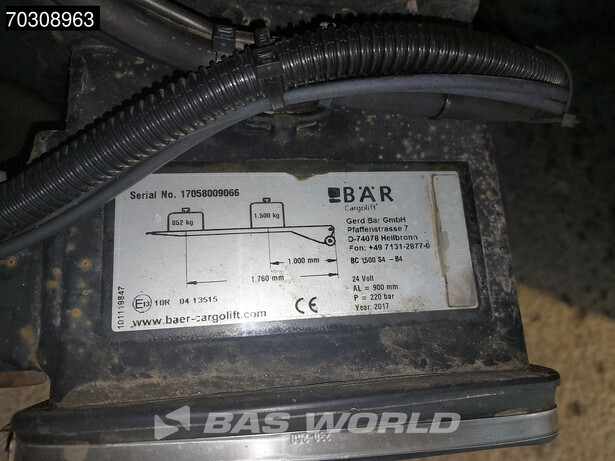 70308963
Serial No. 17058009066
BÄR
Cargolift
852 kg
1.500 kg
Gerd Bär GmbH
Pfaffenstrasse 7
D-74078 Heilbronn
Fon: +49 7131-2877-0
1.000 mm
BC 1500 S4 - B4
1.760 mm
24 Volt
AL = 900 mm
P = 220 bar
Year: 2017
E13 10R 04 13515
CE
www.baer-cargolift.com
101119847
BAS WORLD